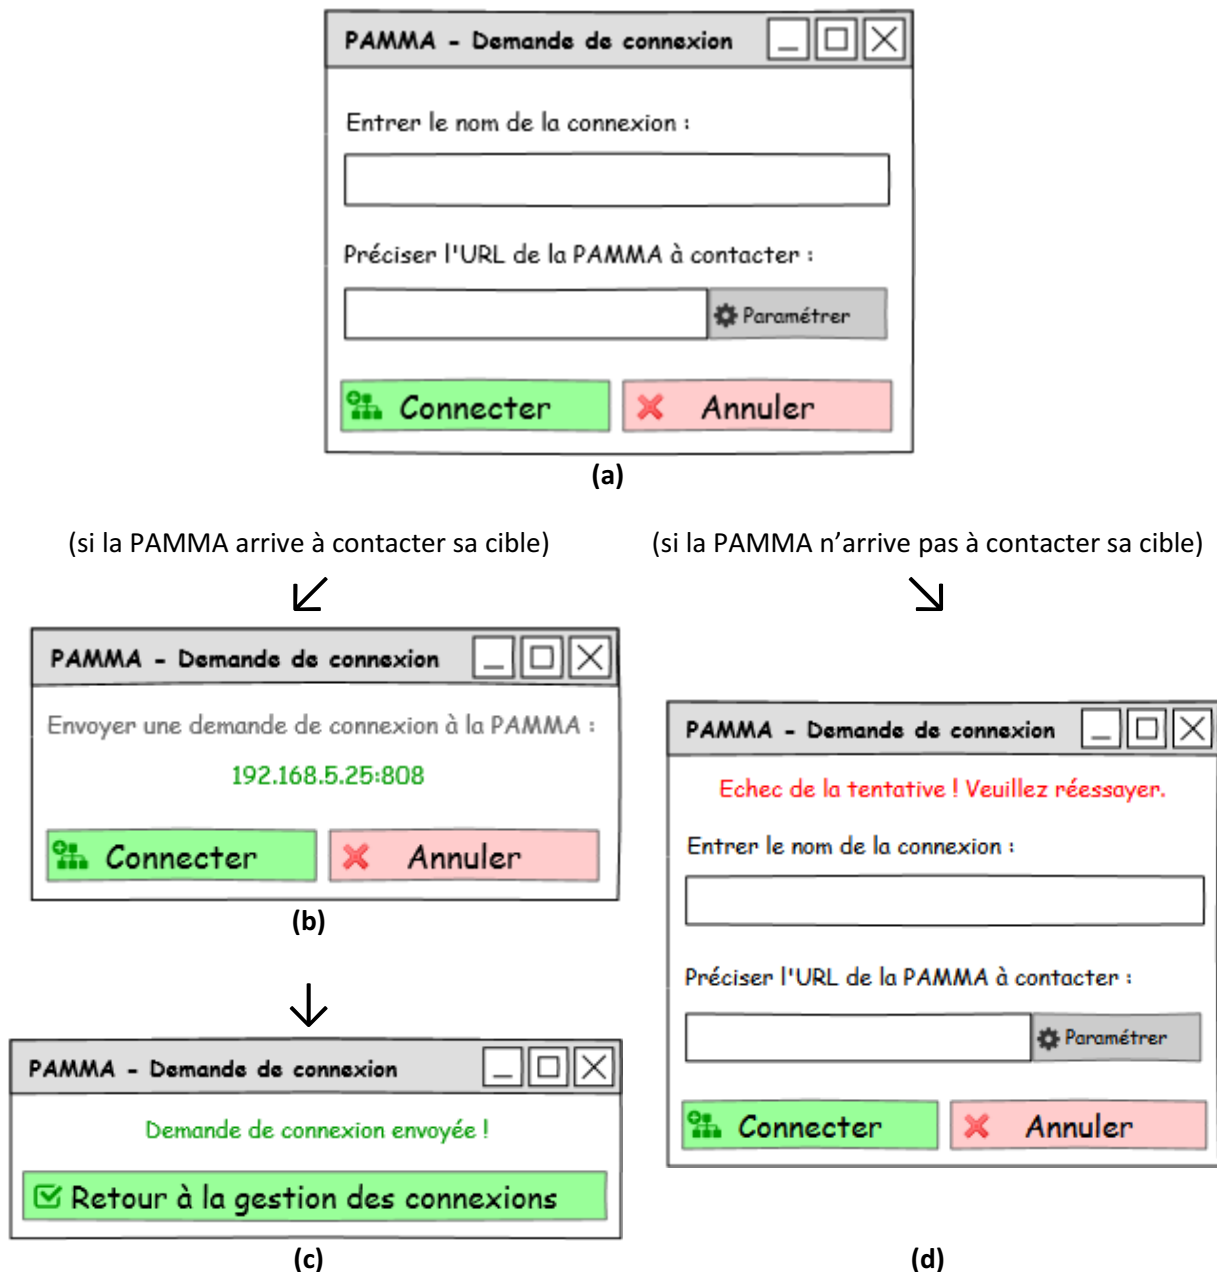 PAMMA - Demande de connexion
Entrer le nom de la connexion :
Préciser l'URL de la PAMMA à contacter :
Paramétrer
Connecter
Annuler
(a)
(si la PAMMA arrive à contacter sa cible)
(si la PAMMA n'arrive pas à contacter sa cible)
PAMMA - Demande de connexion
Envoyer une demande de connexion à la PAMMA :
192.168.5.25:808
Connecter
Annuler
(b)
PAMMA - Demande de connexion
Demande de connexion envoyée !
Retour à la gestion des connexions
(c)
PAMMA - Demande de connexion
Echec de la tentative ! Veuillez réessayer.
Entrer le nom de la connexion :
Préciser l'URL de la PAMMA à contacter :
Paramétrer
Connecter
Annuler
(d)